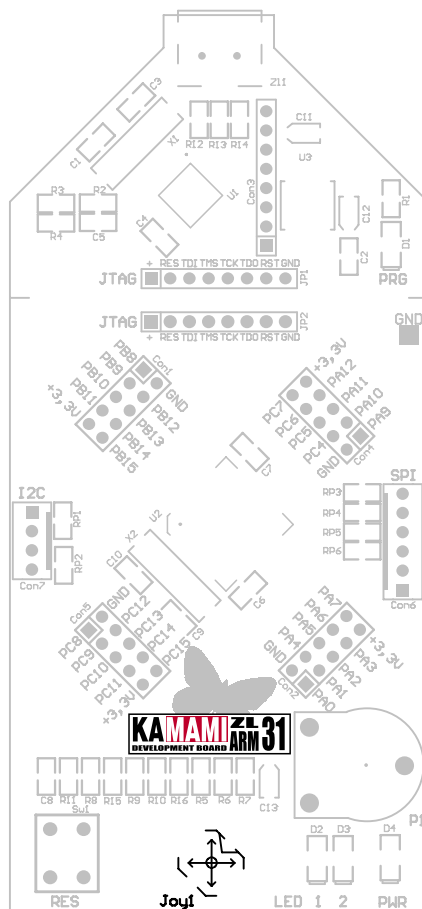 Z11
C3
C1
X1
R12 R13 R14
C11
U3
Con3
U1
R3
R2
R4
C5
C4
C12
R1
D1
C2
PRG
+ RES TDI TMS TCK TDO RST GND
JTAG
JP1
JTAG
JP2
+ RES TDI TMS TCK TDO RST GND
GND
PB8
PB9
PB10
PB11
+3,3V
Con1
GND
PB12
PB13
PB14
PB15
+3,3V
PA12
PA11
PA10
PA9
PC7
PC6
PC5
PC4
GND
Con4
C7
I2C
RP1
RP2
Con7
U2
X2
C10
C6
C9
SPI
RP3
RP4
RP5
RP6
Con6
Con5
GND
PC12
PC13
PC14
PC15
PC8
PC9
PC10
PC11
+3,3V
PA7
PA6
PA5
PA4
GND
+3,3V
PA3
PA2
PA1
PA0
Con2
KAMAMI ZL
ARM 31
DEVELOPMENT BOARD
C8 R11 R8 R15 R9 R10 R16 R5 R6 R7
C13
P1
Sw1
D2 D3 D4
RES
Joy1
LED 1 2
PWR